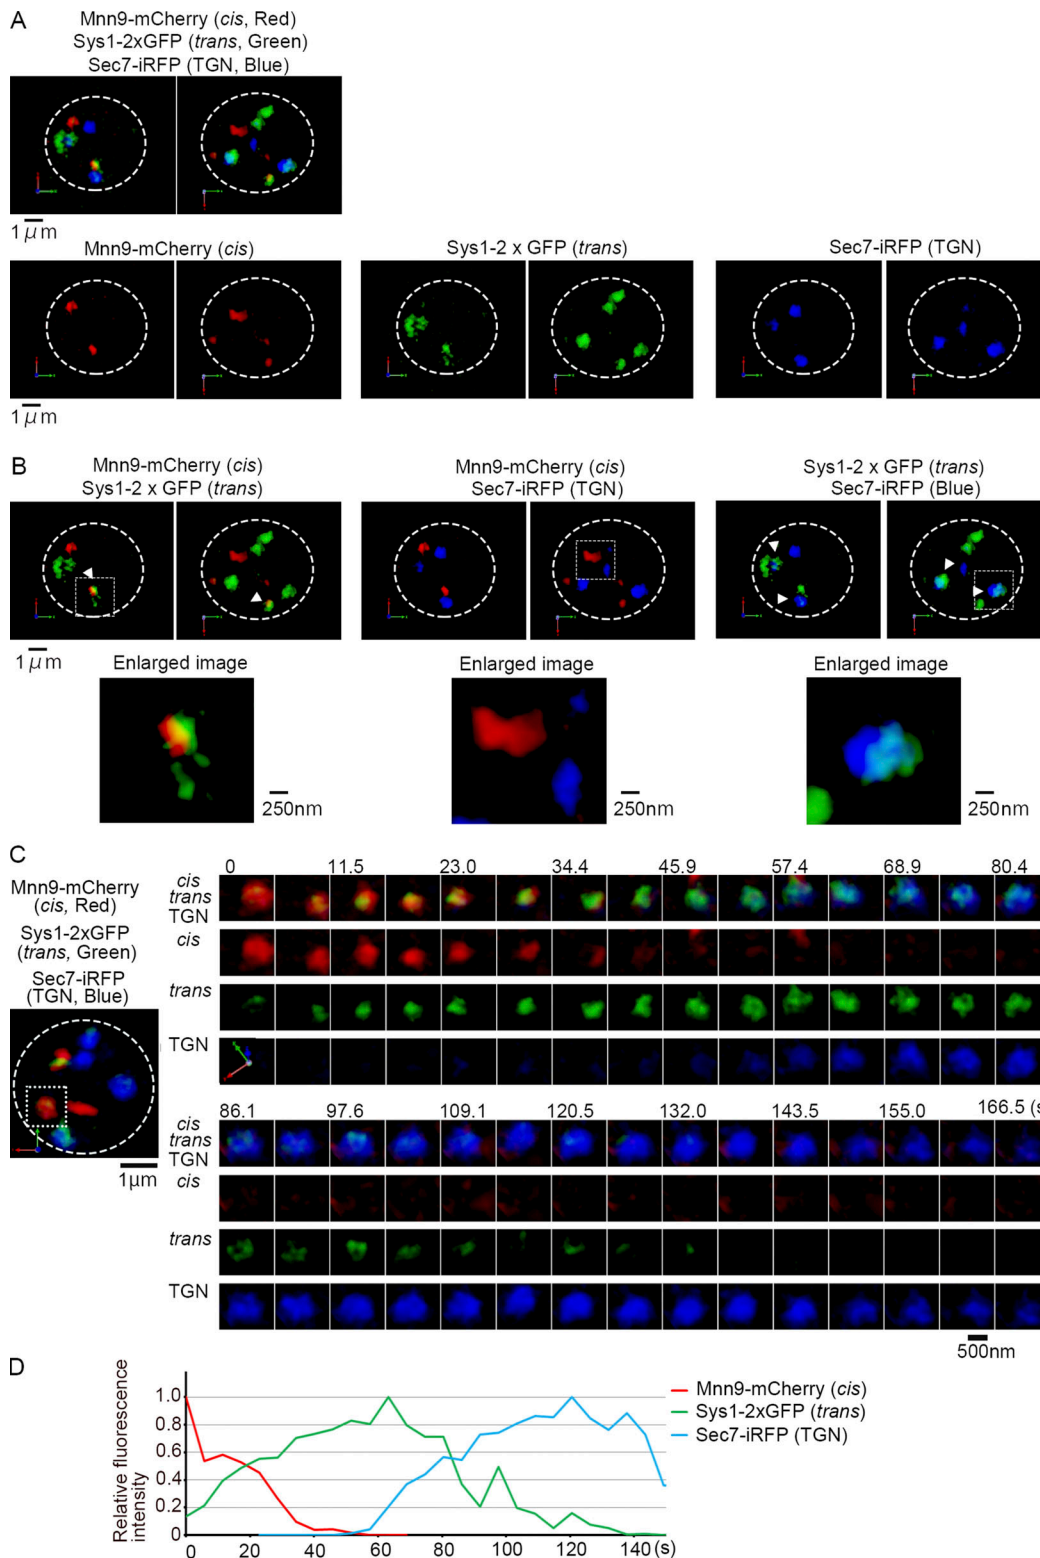 A
Mnn9-mCherry (cis, Red)
Sys1-2xGFP (trans, Green)
Sec7-iRFP (TGN, Blue)
1 μm
Mnn9-mCherry (cis)
Sys1-2 x GFP (trans)
Sec7-iRFP (TGN)
1 μm
B
Mnn9-mCherry (cis)
Sys1-2 x GFP (trans)
Mnn9-mCherry (cis)
Sec7-iRFP (TGN)
Sys1-2 x GFP (trans)
Sec7-iRFP (Blue)
1 μm
Enlarged image
Enlarged image
Enlarged image
250nm
250nm
250nm
C
Mnn9-mCherry
(cis, Red)
Sys1-2xGFP
(trans, Green)
Sec7-iRFP
(TGN, Blue)
1μm
0 11.5 23.0 34.4 45.9 57.4 68.9 80.4
cis
trans
TGN
cis
trans
TGN
86.1 97.6 109.1 120.5 132.0 143.5 155.0 166.5 (s
cis
trans
TGN
cis
trans
TGN
500nm
D
Relative fluorescence
intensity
1.0
0.8
0.6
0.4
0.2
0
0 20 40 60 80 100 120 140 (s)
Mnn9-mCherry (cis)
Sys1-2xGFP (trans)
Sec7-iRFP (TGN)